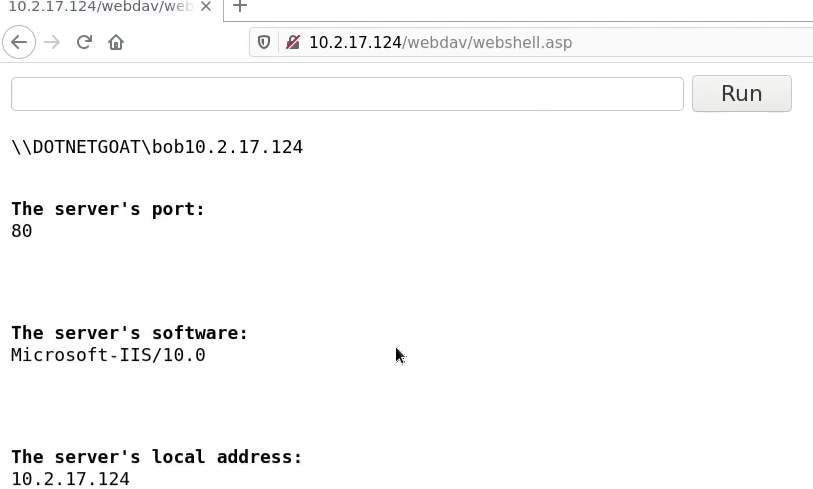 10.2.17.124/webdav/web
10.2.17.124/webdav/webshell.asp
Run
\\DOTNETGOAT\bob10.2.17.124
The server's port:
80
The server's software:
Microsoft-IIS/10.0
The server's local address:
10.2.17.124